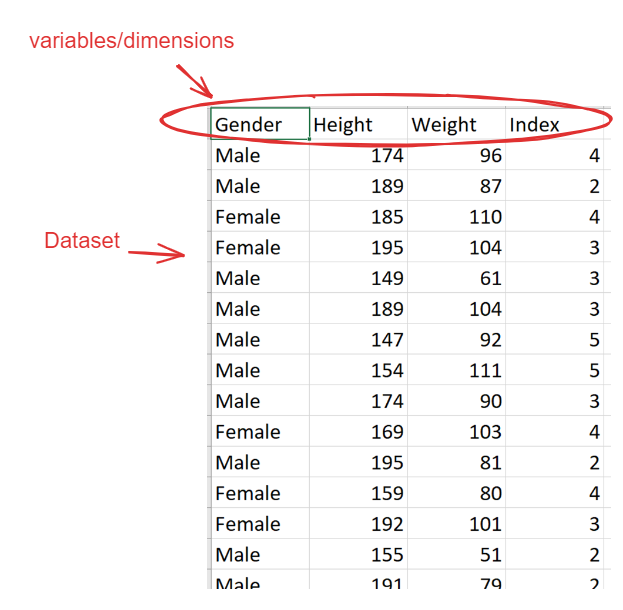 variables/dimensions
Gender Height Weight Index
Male 174 96 4
Male 189 87 2
Female 185 110 4
Dataset
Female 195 104 3
Male 149 61 3
Male 189 104 3
Male 147 92 5
Male 154 111 5
Male 174 90 3
Female 169 103 4
Male 195 81 2
Female 159 80 4
Female 192 101 3
Male 155 51 2
Male 191 79 2